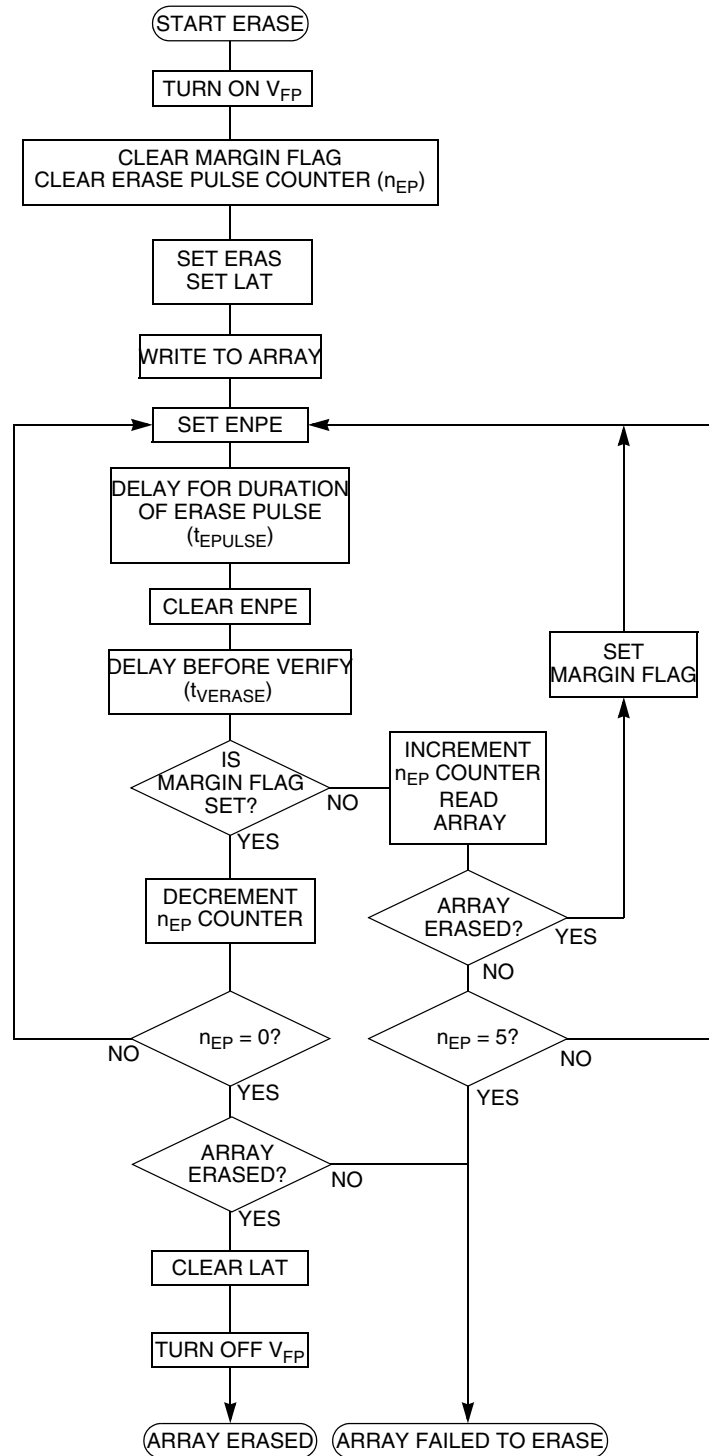 START ERASE
TURN ON VFP
CLEAR MARGIN FLAG
CLEAR ERASE PULSE COUNTER (nEP)
SET ERAS
SET LAT
WRITE TO ARRAY
SET ENPE
DELAY FOR DURATION
OF ERASE PULSE
(tEPULSE)
CLEAR ENPE
DELAY BEFORE VERIFY
(tVERASE)
SET
MARGIN FLAG
IS
MARGIN FLAG
SET?
NO
YES
INCREMENT
nEP COUNTER
READ
ARRAY
DECREMENT
nEP COUNTER
ARRAY
ERASED?
YES
NO
nEP = 0?
NO
YES
nEP = 5?
NO
YES
ARRAY
ERASED?
NO
YES
CLEAR LAT
TURN OFF VFP
ARRAY ERASED
ARRAY FAILED TO ERASE